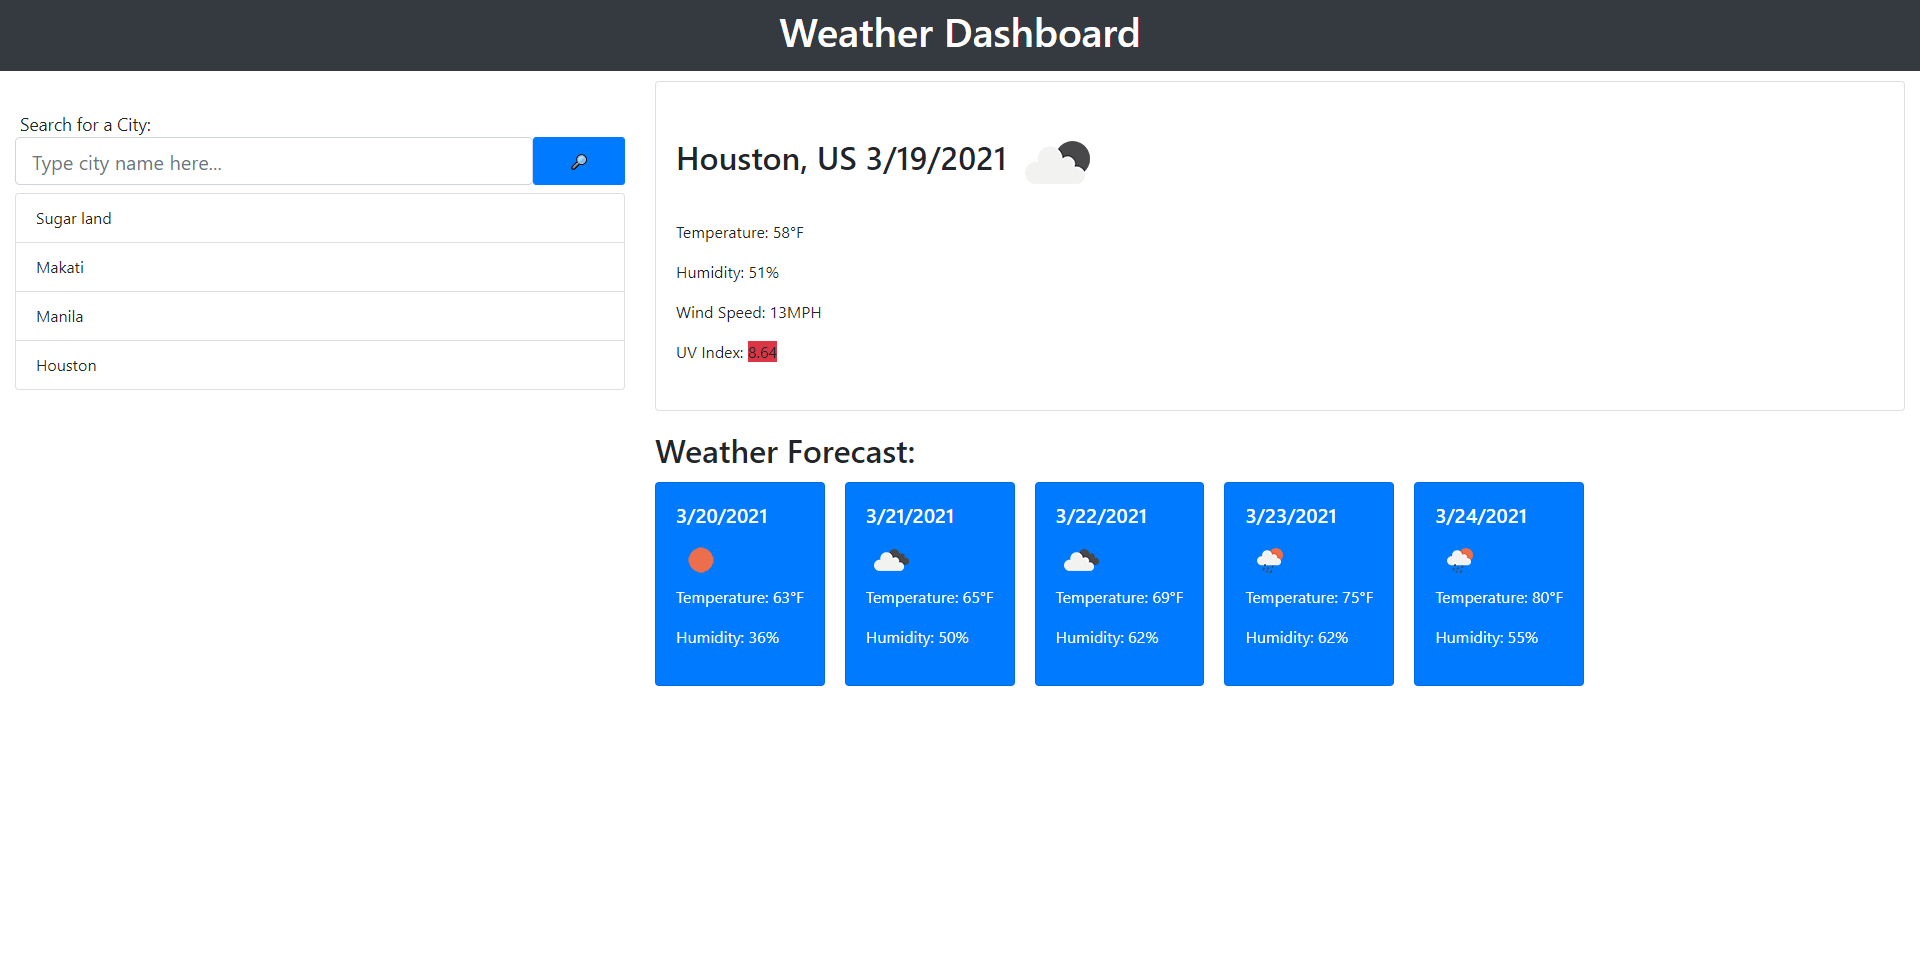 Weather Dashboard
Search for a City:
Type city name here...
Sugar land
Makati
Manila
Houston
Houston, US 3/19/2021
Temperature: 58°F
Humidity: 51%
Wind Speed: 13MPH
UV Index: 8.64
Weather Forecast:
3/20/2021
Temperature: 63°F
Humidity: 36%
3/21/2021
Temperature: 65°F
Humidity: 50%
3/22/2021
Temperature: 69°F
Humidity: 62%
3/23/2021
Temperature: 75°F
Humidity: 62%
3/24/2021
Temperature: 80°F
Humidity: 55%